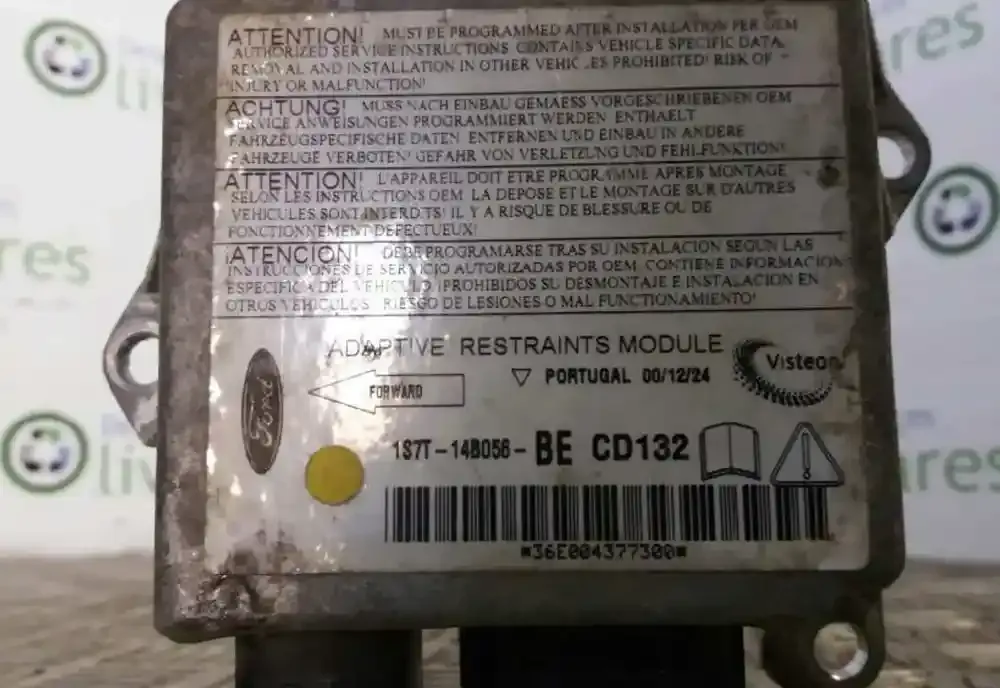 ATTENTION! MUST BE PROGRAMMED AFTER INSTALLATION PER OEM
AUTHORIZED SERVICE INSTRUCTIONS CONTAINS VEHICLE SPECIFIC DATA.
REMOVAL AND INSTALLATION IN OTHER VEHICLES PROHIBITED! RISK OF
INJURY OR MALFUNCTION!
ACHTUNG! MUSS NACH EINBAU GEMAESS VORGESCHRIEBENEN OEM
SERVICE ANWEISUNGEN PROGRAMMIERT WERDEN ENTHAELT
FAHRZEUGSPECIFISCHE DATEN ENTFERNEN UND EINBAU IN ANDERE
FAHRZEUGE VERBOTEN! GEFAHR VON VERLETZUNG UND FEHLFUNKTION!
ATTENTION! L'APPAREIL DOIT ETRE PROGRAMME APRES MONTAGE
SELON LES INSTRUCTIONS OEM LA DEPOSE ET LE MONTAGE SUR D'AUTRES
VEHICULES SONT INTERDITS! IL Y A RISQUE DE BLESSURE OU DE
FONCTIONNEMENT DEFECTUEUX!
¡ATENCION! DEBE PROGRAMARSE TRAS SU INSTALACION SEGUN LAS
INSTRUCCIONES DE SERVICIO AUTORIZADAS POR OEM CONTIENE INFORMACION
ESPECIFICA DEL VEHICULO ¡PROHIBIDOS SU DESMONTAJE E INSTALACION EN
OTROS VEHICULOS RIESGO DE LESIONES O MAL FUNCIONAMIENTO!
ADAPTIVE RESTRAINTS MODULE
Visteon
FORWARD
PORTUGAL 00/12/24
Ford
1S7T-14B056-BE CD132
*36E004377300*